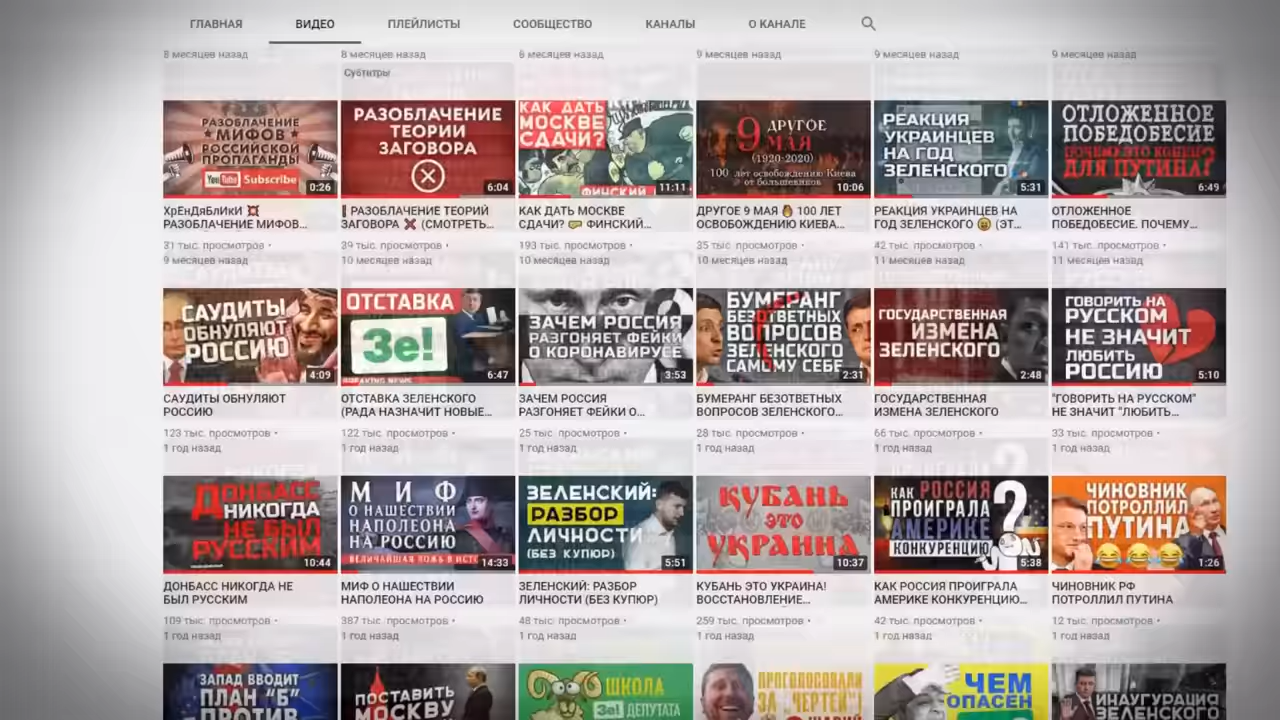 ГЛАВНАЯ ВИДЕО ПЛЕЙЛИСТЫ СООБЩЕСТВО КАНАЛЫ О КАНАЛЕ
8 месяцев назад 8 месяцев назад 8 месяцев назад 9 месяцев назад 9 месяцев назад 9 месяцев назад
Субтитры
РАЗОБЛАЧЕНИЕ
МИФОВ
РОССИЙСКОЙ
ПРОПАГАНДЫ
YouTube Subscribe
0:26
РАЗОБЛАЧЕНИЕ
ТЕОРИИ
ЗАГОВОРА
6:04
КАК ДАТЬ
МОСКВЕ
СДАЧИ?
ФИНСКИЙ
11:11
9 ДРУГОЕ
МАЯ
(1920-2020)
100 лет освобождению Киева
от большевиков
10:06
РЕАКЦИЯ
УКРАИНЦЕВ
НА ГОД
ЗЕЛЕНСКОГО
5:31
ОТЛОЖЕННОЕ
ПОБЕДОБЕСИЕ
ПОЧЕМУ ЭТО КОНЕЦ
ДЛЯ ПУТИНА?
6:49
ХрЕнДяБлИкИ 💢
РАЗОБЛАЧЕНИЕ МИФОВ...
31 тыс. просмотров •
9 месяцев назад
РАЗОБЛАЧЕНИЕ ТЕОРИЙ
ЗАГОВОРА ❌ (СМОТРЕТЬ...
39 тыс. просмотров •
10 месяцев назад
КАК ДАТЬ МОСКВЕ
СДАЧИ? 🤛 ФИНСКИЙ...
193 тыс. просмотров •
10 месяцев назад
ДРУГОЕ 9 МАЯ 🔥 100 ЛЕТ
ОСВОБОЖДЕНИЮ КИЕВА...
35 тыс. просмотров •
10 месяцев назад
РЕАКЦИЯ УКРАИНЦЕВ НА
ГОД ЗЕЛЕНСКОГО 😄 (ЭТ...
42 тыс. просмотров •
11 месяцев назад
ОТЛОЖЕННОЕ
ПОБЕДОБЕСИЕ. ПОЧЕМУ...
141 тыс. просмотров •
11 месяцев назад
САУДИТЫ
ОБНУЛЯЮТ
РОССИЮ
4:09
ОТСТАВКА
Зе!
BREAKING NEWS
6:47
ЗАЧЕМ РОССИЯ
РАЗГОНЯЕТ ФЕЙКИ
О КОРОНАВИРУСЕ
3:53
БУМЕРАНГ
БЕЗОТВЕТНЫХ
ВОПРОСОВ
ЗЕЛЕНСКОГО
САМОМУ СЕБЕ
2:31
ГОСУДАРСТВЕННАЯ
ИЗМЕНА
ЗЕЛЕНСКОГО
2:48
ГОВОРИТЬ НА
РУССКОМ
НЕ ЗНАЧИТ
ЛЮБИТЬ
РОССИЮ
5:10
САУДИТЫ ОБНУЛЯЮТ
РОССИЮ
123 тыс. просмотров •
1 год назад
ОТСТАВКА ЗЕЛЕНСКОГО
(РАДА НАЗНАЧИТ НОВЫЕ...
122 тыс. просмотров •
1 год назад
ЗАЧЕМ РОССИЯ
РАЗГОНЯЕТ ФЕЙКИ О...
25 тыс. просмотров •
1 год назад
БУМЕРАНГ БЕЗОТВЕТНЫХ
ВОПРОСОВ ЗЕЛЕНСКОГО...
28 тыс. просмотров •
1 год назад
ГОСУДАРСТВЕННАЯ
ИЗМЕНА ЗЕЛЕНСКОГО
66 тыс. просмотров •
1 год назад
"ГОВОРИТЬ НА РУССКОМ"
НЕ ЗНАЧИТ "ЛЮБИТЬ...
33 тыс. просмотров •
1 год назад
ДОНБАСС
НИКОГДА
НЕ БЫЛ
РУССКИМ
10:44
МИФ
О НАШЕСТВИИ
НАПОЛЕОНА
НА РОССИЮ
ВЕЛИЧАЙШАЯ ЛОЖЬ В ИСТ
14:33
ЗЕЛЕНСКИЙ:
РАЗБОР
ЛИЧНОСТИ
(БЕЗ КУПЮР)
5:51
КУБАНЬ
ЭТО
УКРАИНА
10:37
КАК РОССИЯ
ПРОИГРАЛА
АМЕРИКЕ
КОНКУРЕНЦИЮ
?
5:38
ЧИНОВНИК
ПОТРОЛЛИЛ
ПУТИНА
1:26
ДОНБАСС НИКОГДА НЕ
БЫЛ РУССКИМ
109 тыс. просмотров •
1 год назад
МИФ О НАШЕСТВИИ
НАПОЛЕОНА НА РОССИЮ
387 тыс. просмотров •
1 год назад
ЗЕЛЕНСКИЙ: РАЗБОР
ЛИЧНОСТИ (БЕЗ КУПЮР)
48 тыс. просмотров •
1 год назад
КУБАНЬ ЭТО УКРАИНА!
ВОССТАНОВЛЕНИЕ...
259 тыс. просмотров •
1 год назад
КАК РОССИЯ ПРОИГРАЛА
АМЕРИКЕ КОНКУРЕНЦИЮ...
42 тыс. просмотров •
1 год назад
ЧИНОВНИК РФ
ПОТРОЛЛИЛ ПУТИНА
12 тыс. просмотров •
1 год назад
ЗАПАД ВВОДИТ
ПЛАН "Б"
ПРОТИВ
ПОСТАВИТЬ
МОСКВУ
ШКОЛА
Зе! ДЕПУТАТА
ПРОГОЛОСОВАЛИ
ЗА "ЧЕРТЕЙ"
ЧЕМ
ОПАСЕН
ИНАУГУРАЦИЯ
ЗЕЛЕНСКОГО